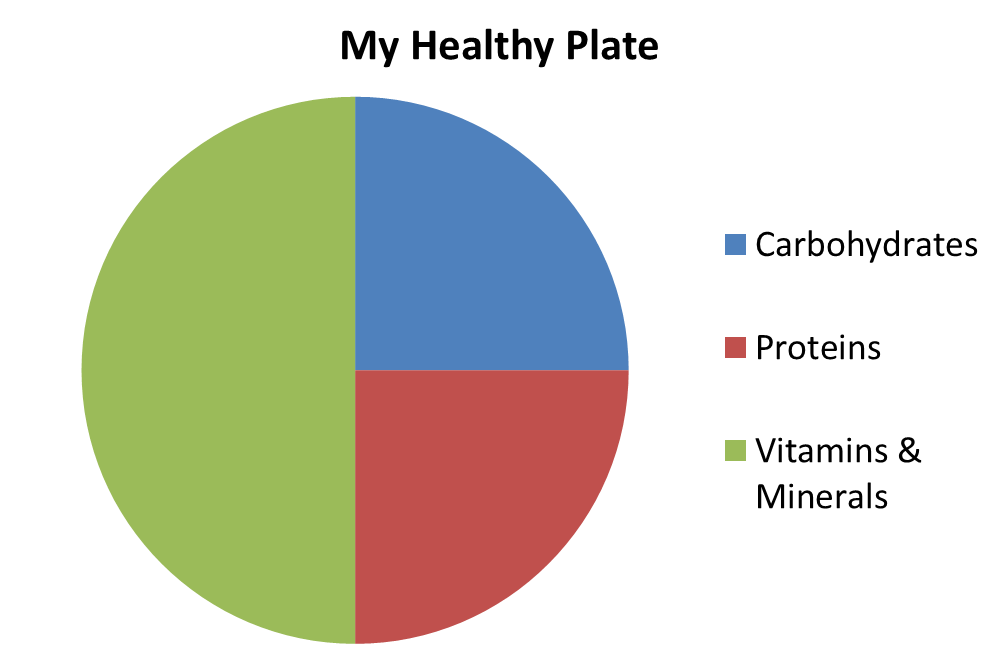 My Healthy Plate
Carbohydrates
Proteins
Vitamins &
Minerals